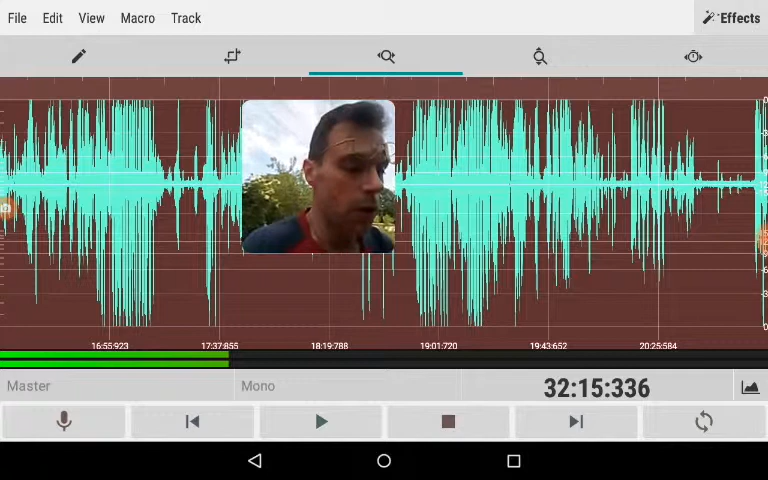 File Edit View Macro Track Effects
16:55:923 17:37:855 18:19:788 19:01:720 19:43:652 20:25:584
Master Mono 32:15:336